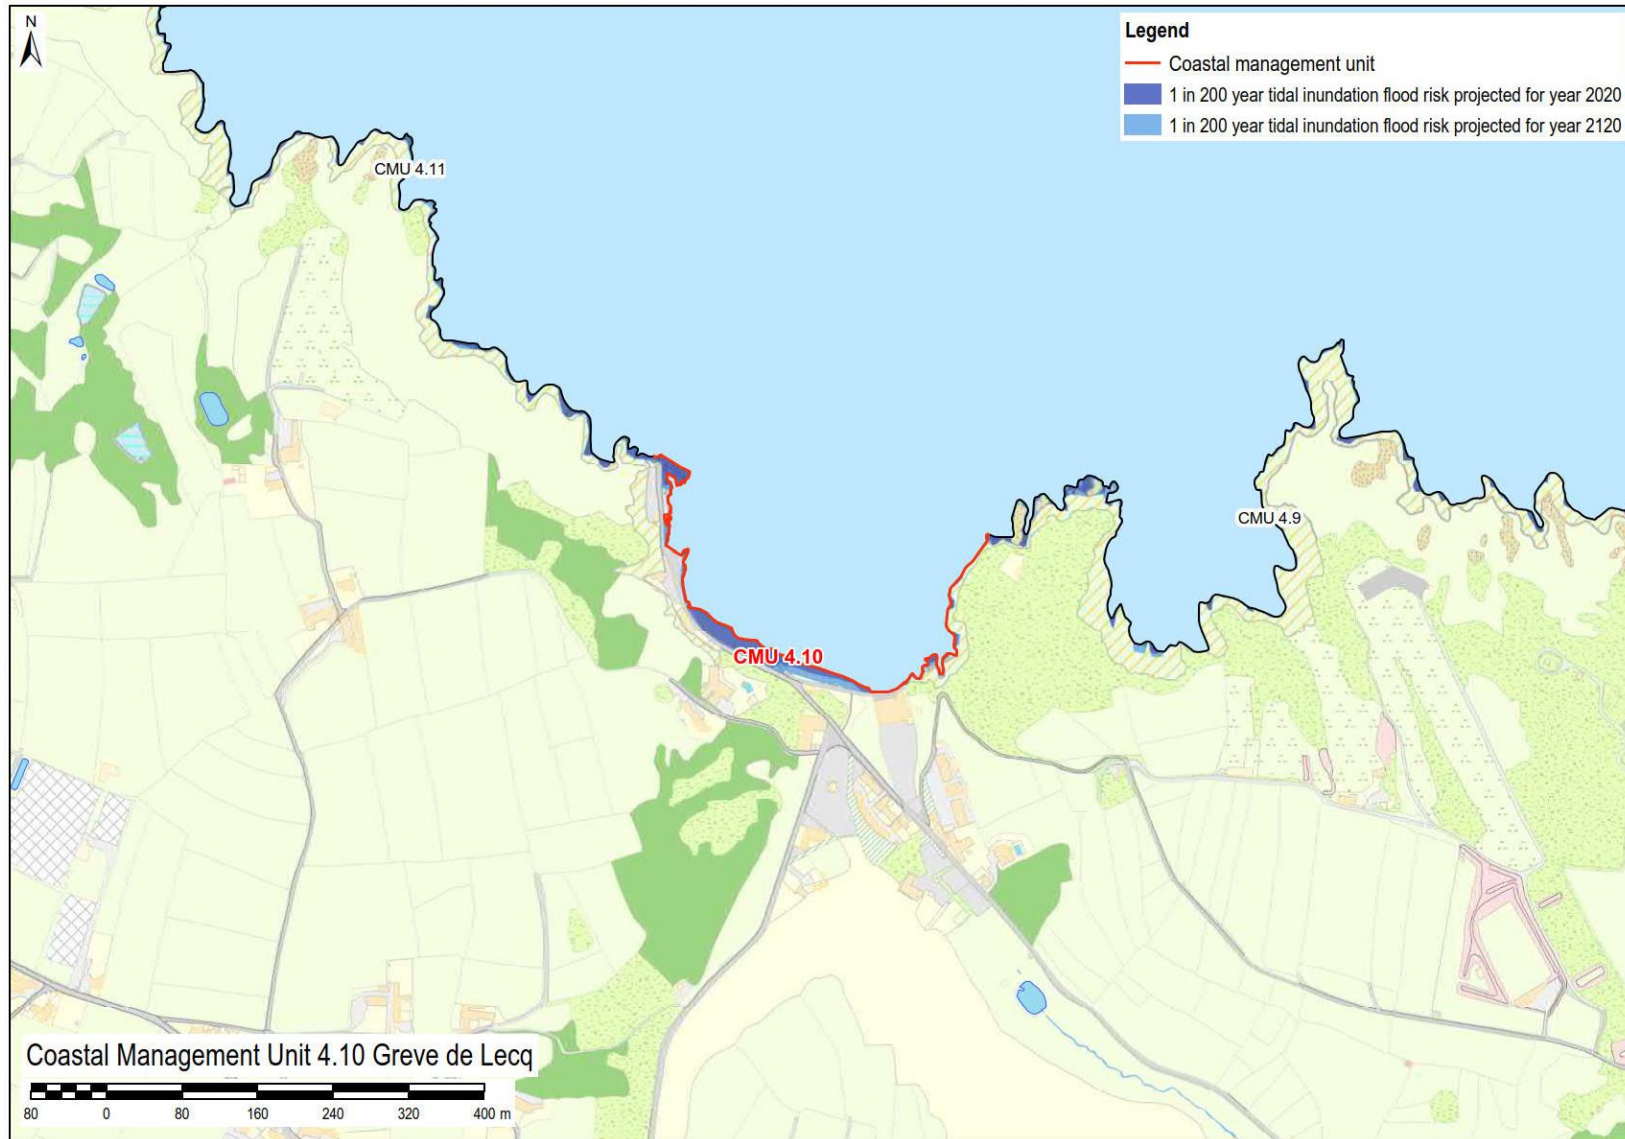 N
Legend
Coastal management unit
1 in 200 year tidal inundation flood risk projected for year 2020
1 in 200 year tidal inundation flood risk projected for year 2120
CMU 4.11
CMU 4.9
CMU 4.10
Coastal Management Unit 4.10 Greve de Lecq
80 0 80 160 240 320 400 m